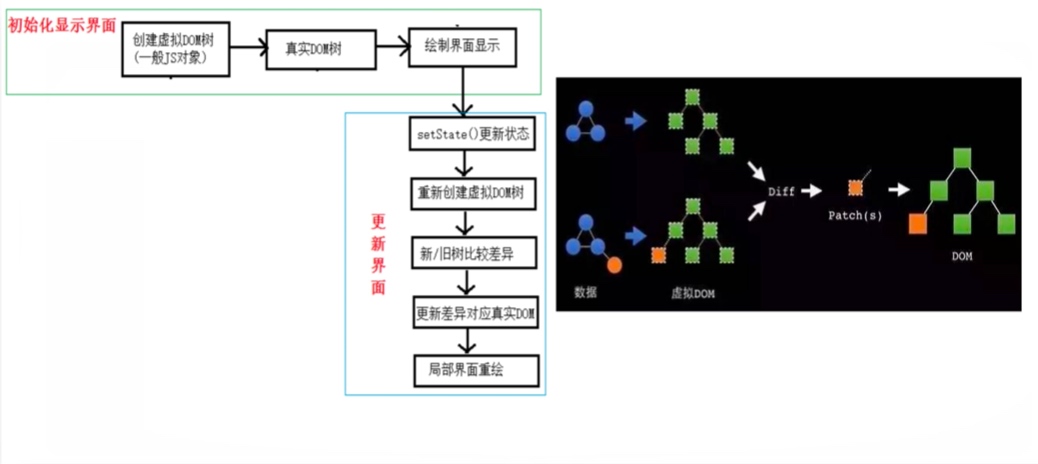 初始化显示界面
创建虚拟DOM树
(一般JS对象)
真实DOM树
绘制界面显示
setState()更新状态
重新创建虚拟DOM树
新/旧树比较差异
更新差异对应真实DOM
局部界面重绘
更
新
界
面
Diff
Patch(s)
DOM
数据
虚拟DOM